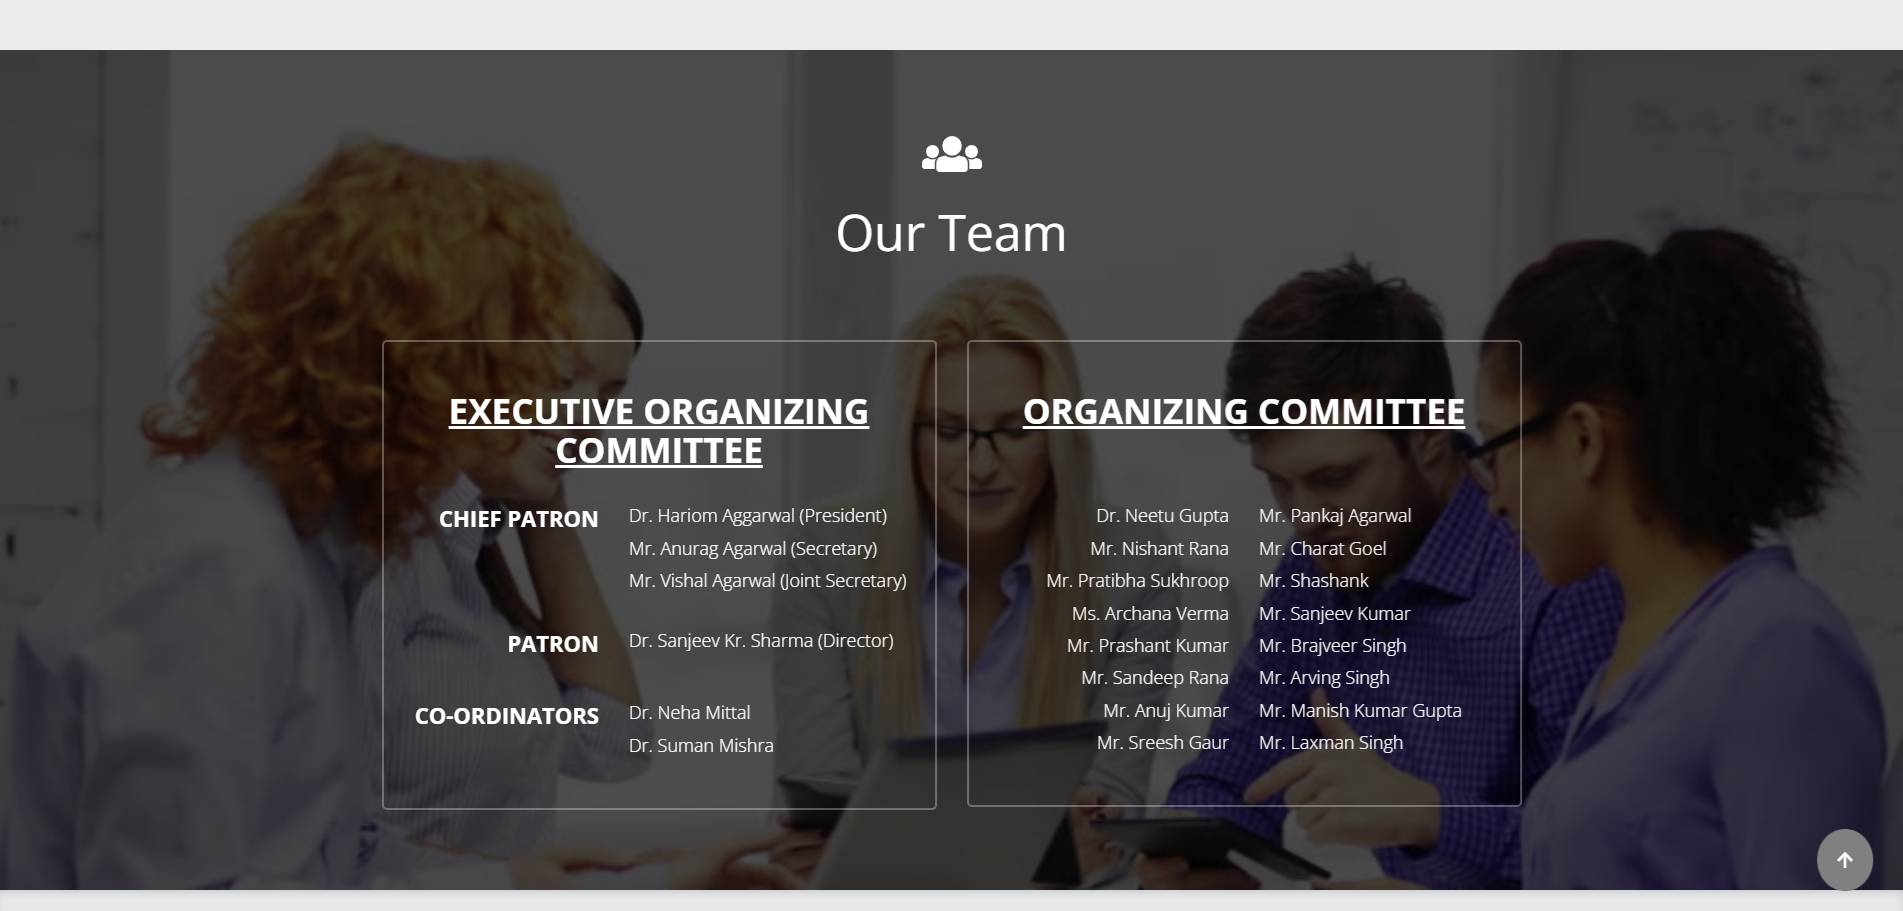 Our Team
EXECUTIVE ORGANIZING
COMMITTEE
CHIEF PATRON
Dr. Hariom Aggarwal (President)
Mr. Anurag Agarwal (Secretary)
Mr. Vishal Agarwal (Joint Secretary)
PATRON
Dr. Sanjeev Kr. Sharma (Director)
CO-ORDINATORS
Dr. Neha Mittal
Dr. Suman Mishra
ORGANIZING COMMITTEE
Dr. Neetu Gupta
Mr. Nishant Rana
Mr. Pratibha Sukhroop
Ms. Archana Verma
Mr. Prashant Kumar
Mr. Sandeep Rana
Mr. Anuj Kumar
Mr. Sreesh Gaur
Mr. Pankaj Agarwal
Mr. Charat Goel
Mr. Shashank
Mr. Sanjeev Kumar
Mr. Brajveer Singh
Mr. Arving Singh
Mr. Manish Kumar Gupta
Mr. Laxman Singh